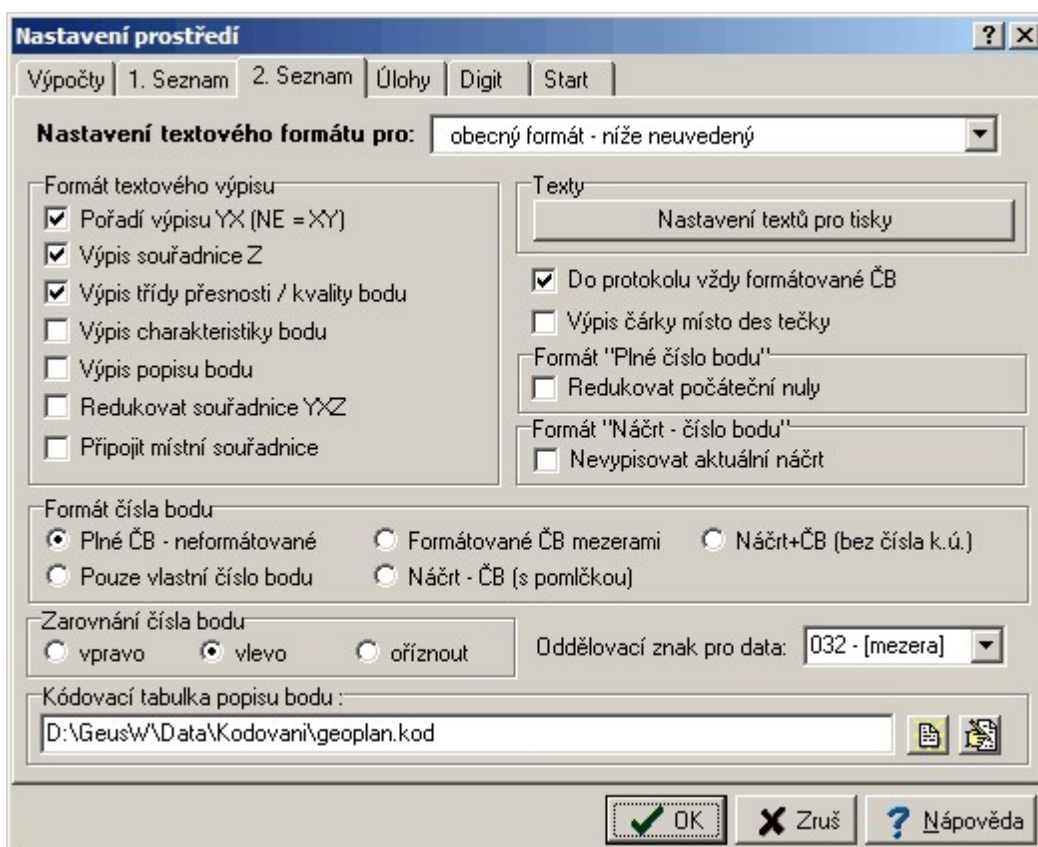 Nastavení prostředí
Výpočty 1. Seznam 2. Seznam Úlohy Digit Start
Nastavení textového formátu pro: obecný formát - níže neuvedený
Formát textového výpisu
Pořadí výpisu YX (NE = XY)
Výpis souřadnice Z
Výpis třídy přesnosti / kvality bodu
Výpis charakteristiky bodu
Výpis popisu bodu
Redukovat souřadnice YXZ
Připojit místní souřadnice
Texty
Nastavení textů pro tisky
Do protokolu vždy formátované ČB
Výpis čárky místo des tečky
Formát "Plné číslo bodu"
Redukovat počáteční nuly
Formát "Náčrt - číslo bodu"
Nevypisovat aktuální náčrt
Formát čísla bodu
Plné ČB - neformátované Formátované ČB mezerami Náčrt+ČB (bez čísla k.ú.)
Pouze vlastní číslo bodu Náčrt - ČB (s pomlčkou)
Zarovnání čísla bodu
vpravo vlevo oříznout
Oddělovací znak pro data: 032 - [mezera]
Kódovací tabulka popisu bodu :
D:\GeusW\Data\Kodovani\geoplan.kod
OK Zruš Nápověda